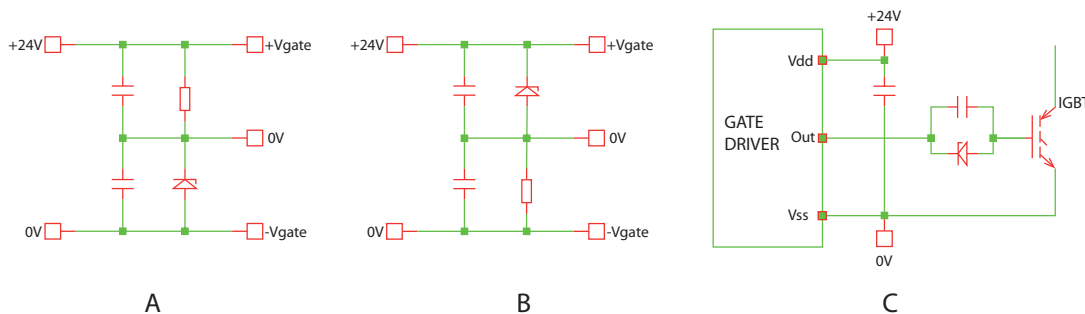 +24V
+Vgate
0V
0V
-Vgate
A
+24V
+Vgate
0V
0V
-Vgate
B
+24V
Vdd
GATE
DRIVER
Out
IGBT
Vss
0V
C